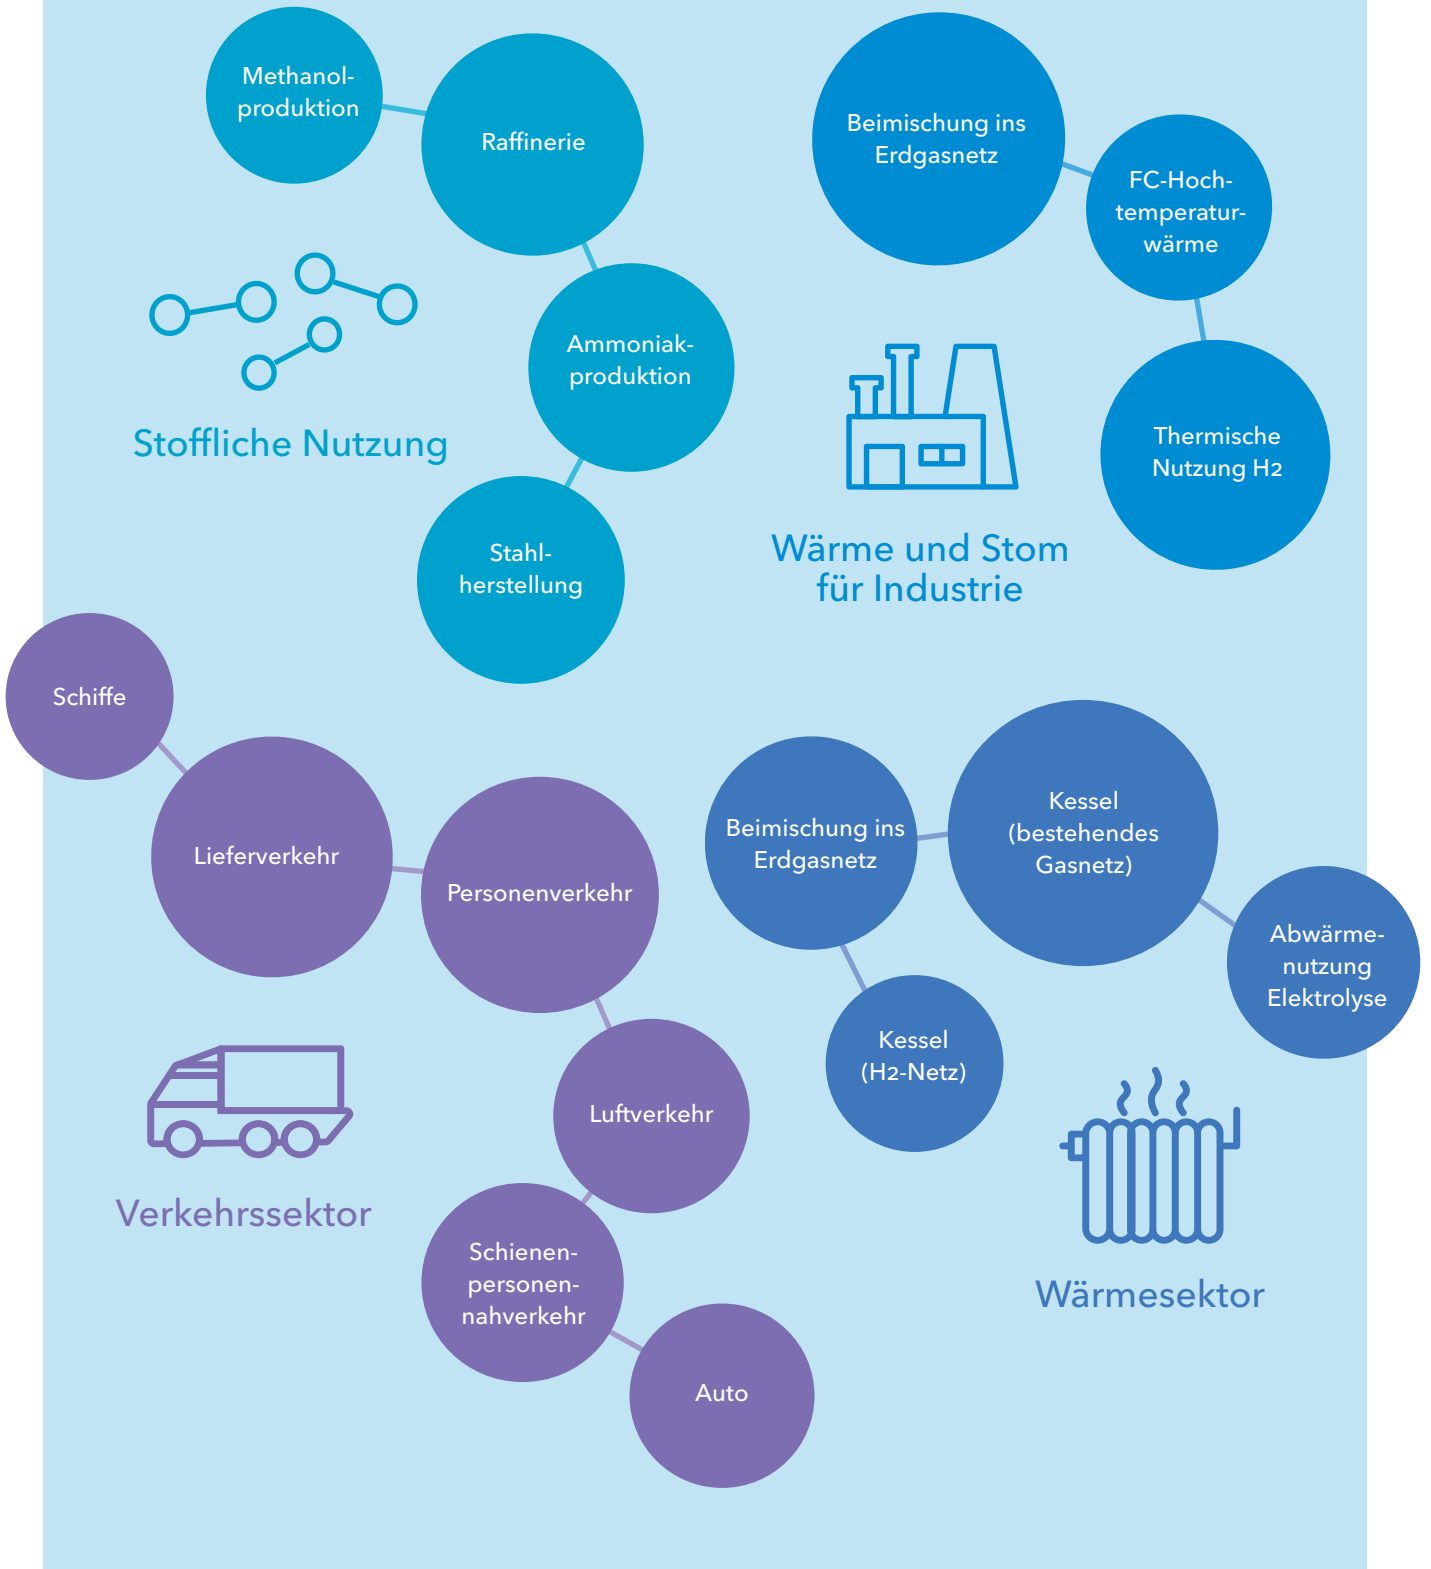 Methanol-
produktion
Raffinerie
Ammoniak-
produktion
Stahl-
herstellung
Stoffliche Nutzung
Beimischung ins
Erdgasnetz
FC-Hoch-
temperatur-
wärme
Thermische
Nutzung H2
Wärme und Stom
für Industrie
Schiffe
Lieferverkehr
Personenverkehr
Luftverkehr
Schienen-
personen-
nahverkehr
Auto
Verkehrssektor
Beimischung ins
Erdgasnetz
Kessel
(bestehendes
Gasnetz)
Abwärme-
nutzung
Elektrolyse
Kessel
(H2-Netz)
Wärmesektor